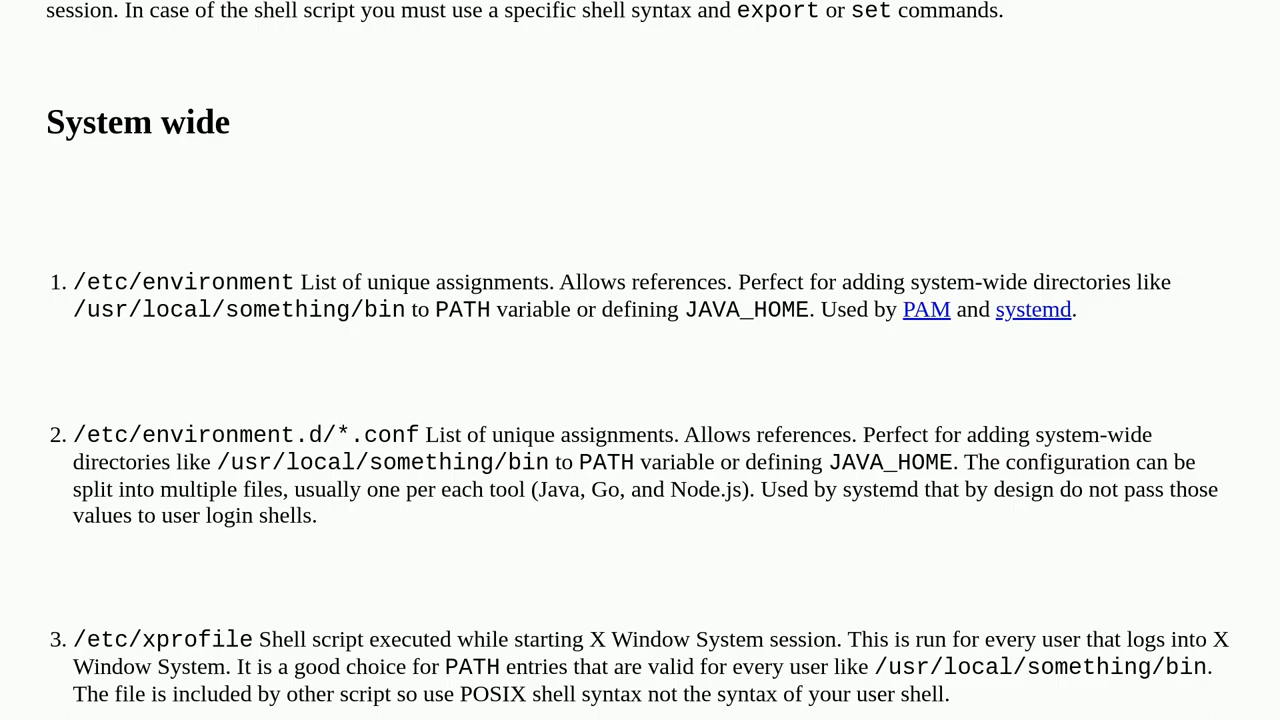 session. In case of the shell script you must use a specific shell syntax and export or set commands.
System wide
1. /etc/environment List of unique assignments. Allows references. Perfect for adding system-wide directories like
/usr/local/something/bin to PATH variable or defining JAVA_HOME. Used by PAM and systemd.
2. /etc/environment.d/*.conf List of unique assignments. Allows references. Perfect for adding system-wide
directories like /usr/local/something/bin to PATH variable or defining JAVA_HOME. The configuration can be
split into multiple files, usually one per each tool (Java, Go, and Node.js). Used by systemd that by design do not pass those
values to user login shells.
3. /etc/xprofile Shell script executed while starting X Window System session. This is run for every user that logs into X
Window System. It is a good choice for PATH entries that are valid for every user like /usr/local/something/bin.
The file is included by other script so use POSIX shell syntax not the syntax of your user shell.